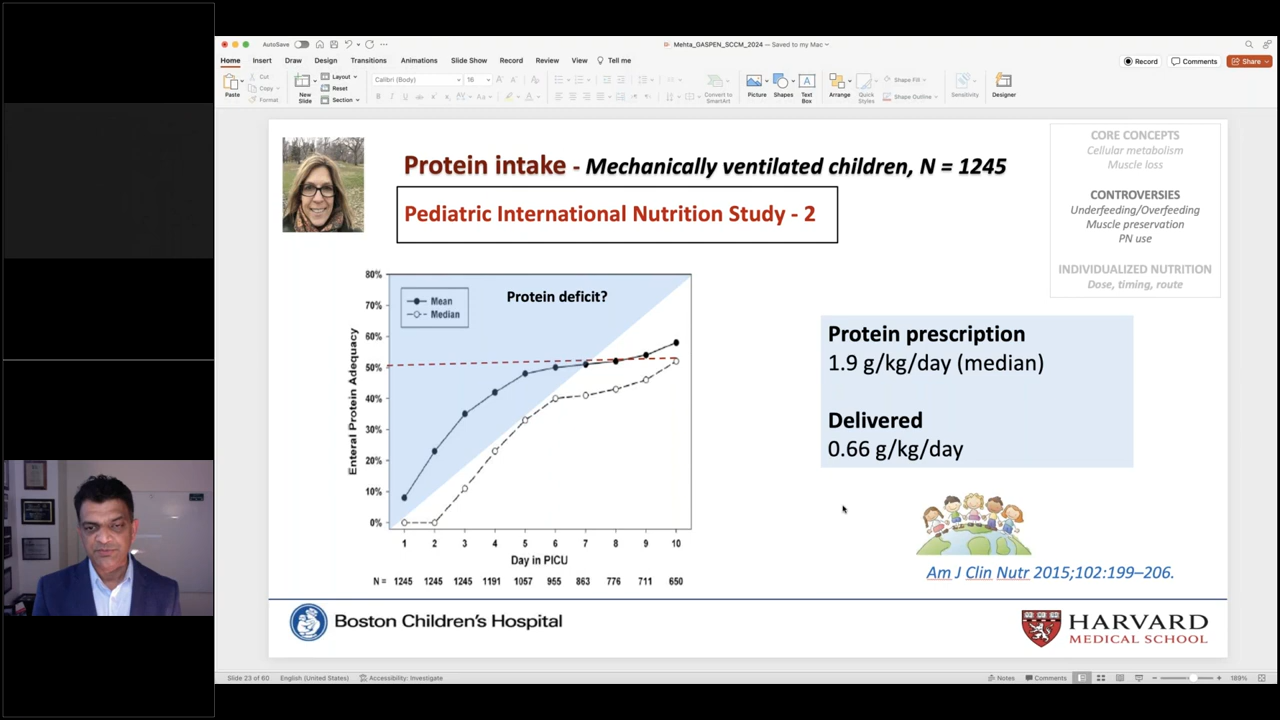 AutoSave
Mehta_GASPEN_SCCM_2024 — Saved to my Mac
Home Insert Draw Design Transitions Animations Slide Show Record Review View Tell me
Record Comments Share
Paste
Cut
Copy
Format
New Slide
Layout
Reset
Section
Calibri (Body) 16
Convert to SmartArt
Picture
Shapes
Text Box
Arrange
Quick Styles
Shape Fill
Shape Outline
Sensitivity
Designer
Protein intake - Mechanically ventilated children, N = 1245
Pediatric International Nutrition Study - 2
CORE CONCEPTS
Cellular metabolism
Muscle loss
CONTROVERSIES
Underfeeding/Overfeeding
Muscle preservation
PN use
INDIVIDUALIZED NUTRITION
Dose, timing, route
Protein deficit?
Mean
Median
Enteral Protein Adequacy
80%
70%
60%
50%
40%
30%
20%
10%
0%
1 2 3 4 5 6 7 8 9 10
Day in PICU
N = 1245 1245 1245 1191 1057 955 863 776 711 650
Protein prescription
1.9 g/kg/day (median)
Delivered
0.66 g/kg/day
Am J Clin Nutr 2015;102:199–206.
Boston Children's Hospital
HARVARD
MEDICAL SCHOOL
Slide 23 of 60 English (United States) Accessibility: Investigate
Notes Comments 189%